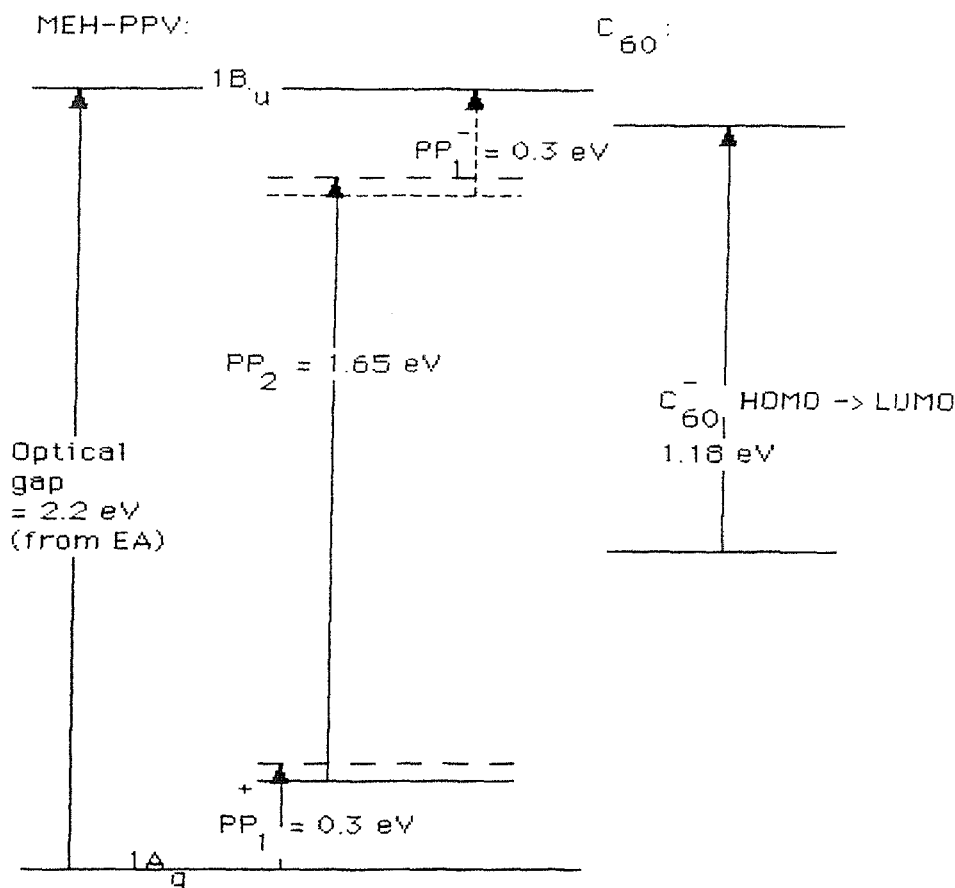 MEH-PPV:
C60:
1Bu
PP1- = 0.3 eV
PP2 = 1.65 eV
C60- HOMO -> LUMO
1.18 eV
Optical
gap
= 2.2 eV
(from EA)
+
PP1 = 0.3 eV
1Ag